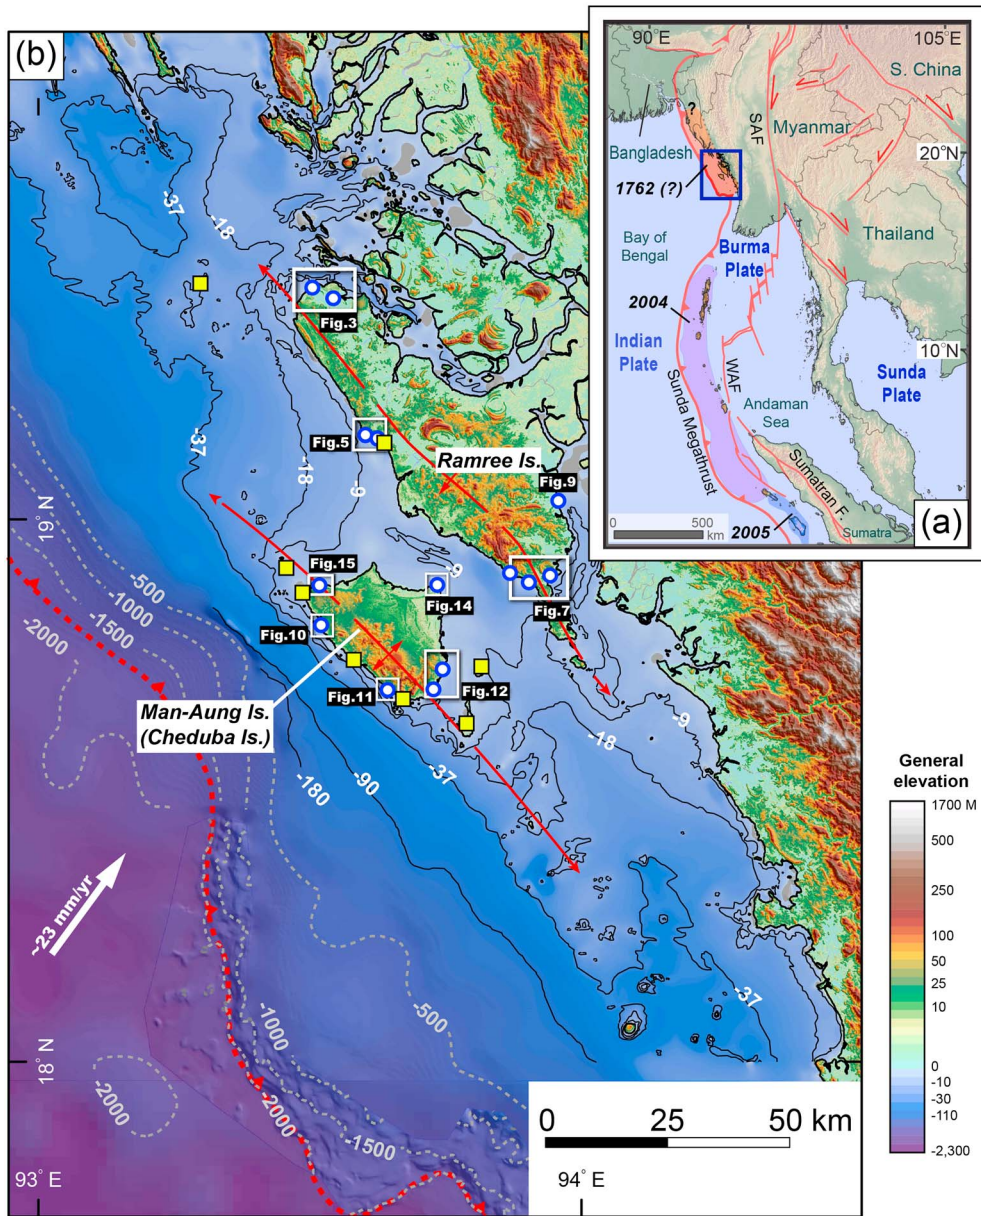 (b)
-37
-18
Fig.3
Fig.5
-37
-18
-9
Ramree Is.
Fig.9
19° N
-9
Fig.15
Fig.14
Fig.7
Fig.10
-500
-1000
-1500
-2000
Fig.11
Fig.12
Man-Aung Is.
(Cheduba Is.)
-9
-18
-37
-90
-180
~23 mm/yr
-37
-500
-1000
18° N
-2000
-2000
-1500
0 25 50 km
93° E
94° E
90°E
105°E
S. China
?
SAF
Myanmar
Bangladesh
20°N
1762 (?)
Bay of
Bengal
Burma
Plate
Thailand
2004
Indian
Plate
10°N
WAF
Sunda
Plate
Andaman
Sea
Sunda Megathrust
Sumatran F.
0 500
km
2005
Sumatra
(a)
General
elevation
1700 M
500
250
100
50
25
10
0
-10
-30
-110
-2,300